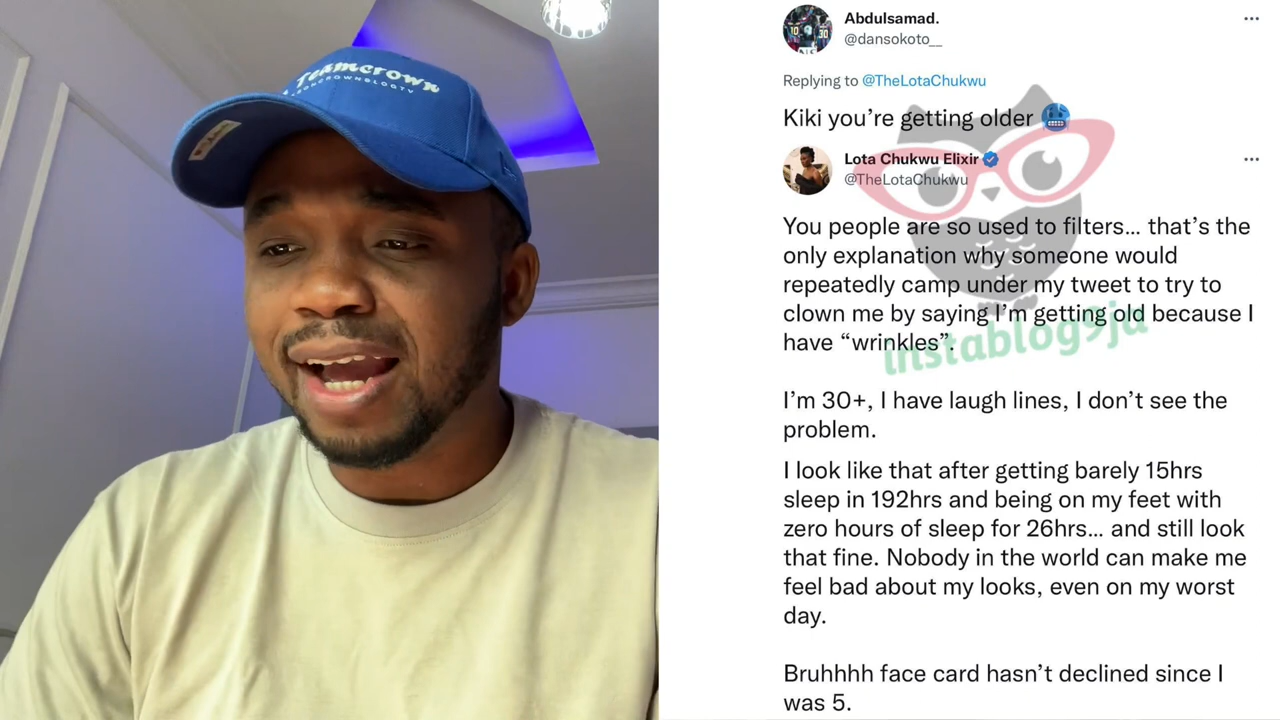 Teamcrown
Abdulsamad.
@dansokoto__
Replying to @TheLotaChukwu
Kiki you’re getting older 🥶
Lota Chukwu Elixir
@TheLotaChukwu
You people are so used to filters... that’s the
only explanation why someone would
repeatedly camp under my tweet to try to
clown me by saying I’m getting old because I
have “wrinkles”.
I’m 30+, I have laugh lines, I don’t see the
problem.
I look like that after getting barely 15hrs
sleep in 192hrs and being on my feet with
zero hours of sleep for 26hrs... and still look
that fine. Nobody in the world can make me
feel bad about my looks, even on my worst
day.
Bruhhhh face card hasn’t declined since I
was 5.
instablog9ja